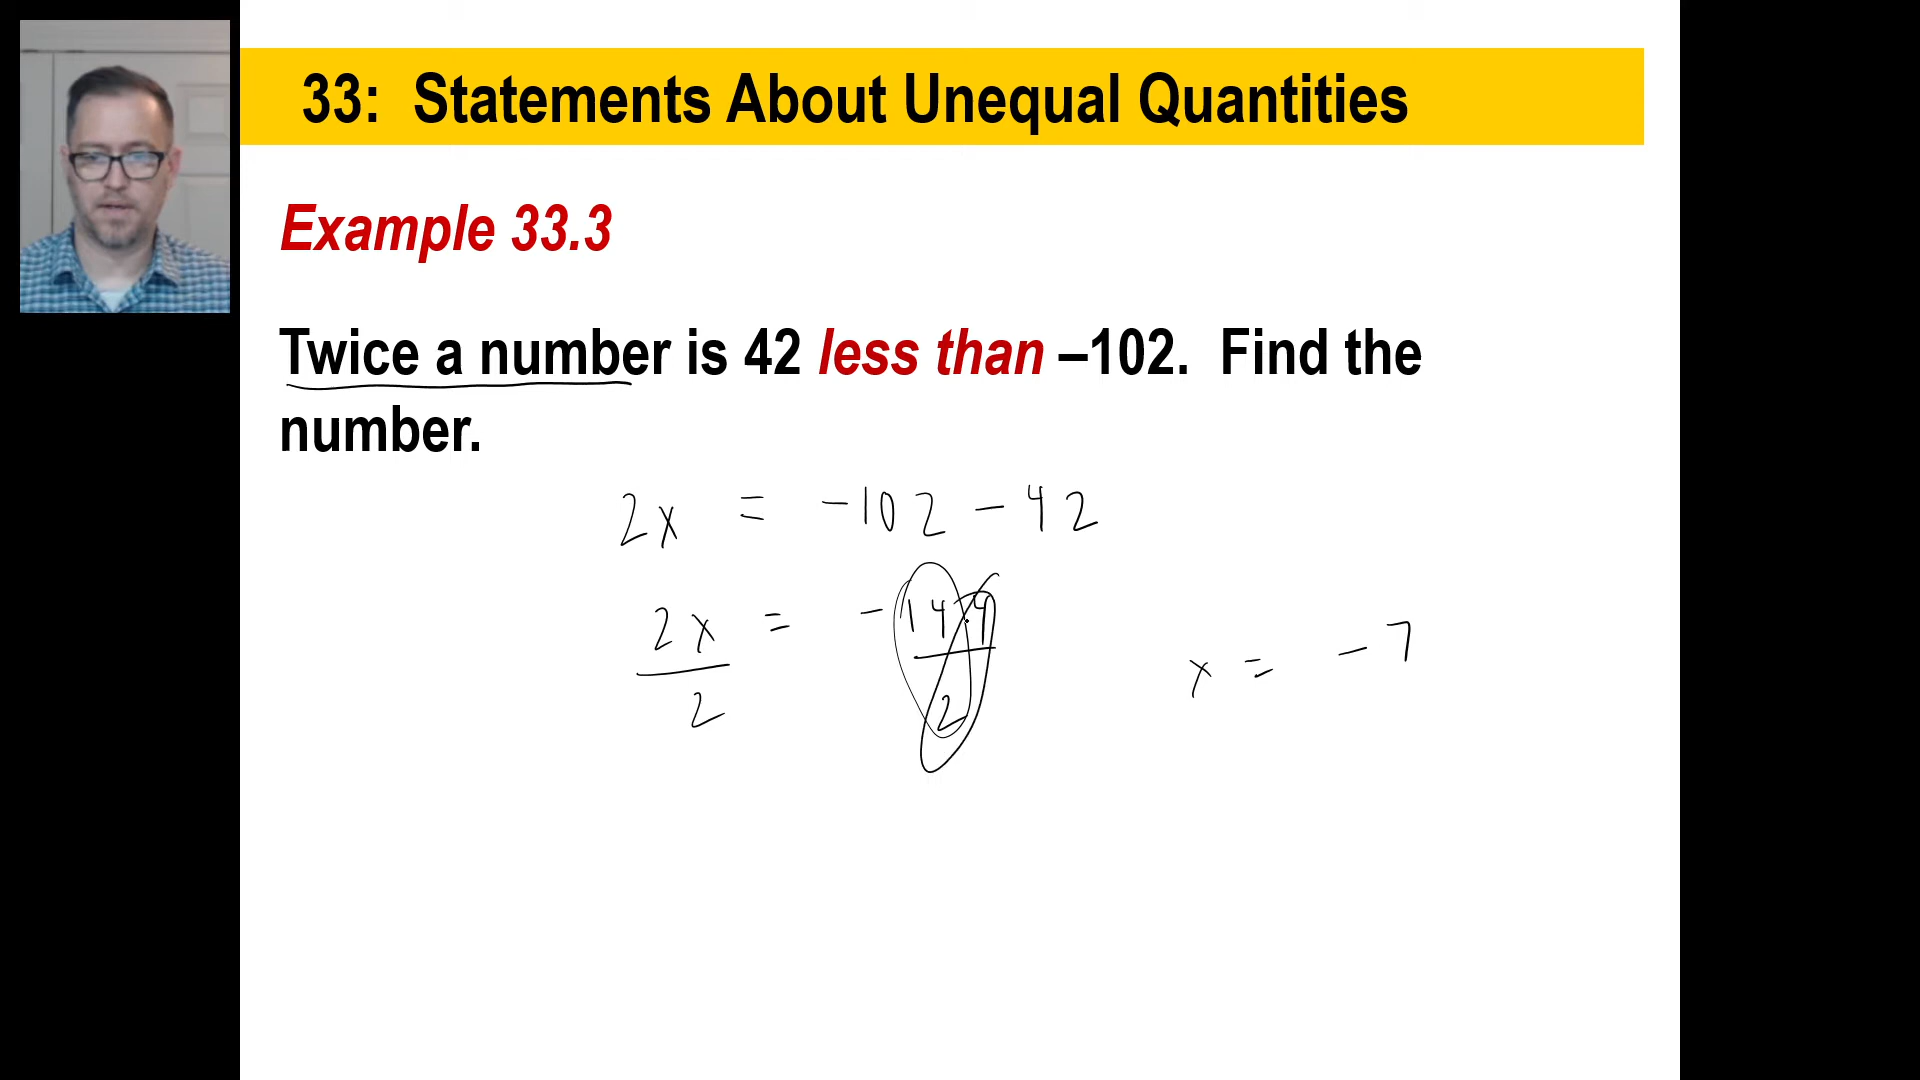 33: Statements About Unequal Quantities
Example 33.3
Twice a number is 42 less than –102. Find the
number.
2x = -102 - 42
2x = -144
2 2
x = -7